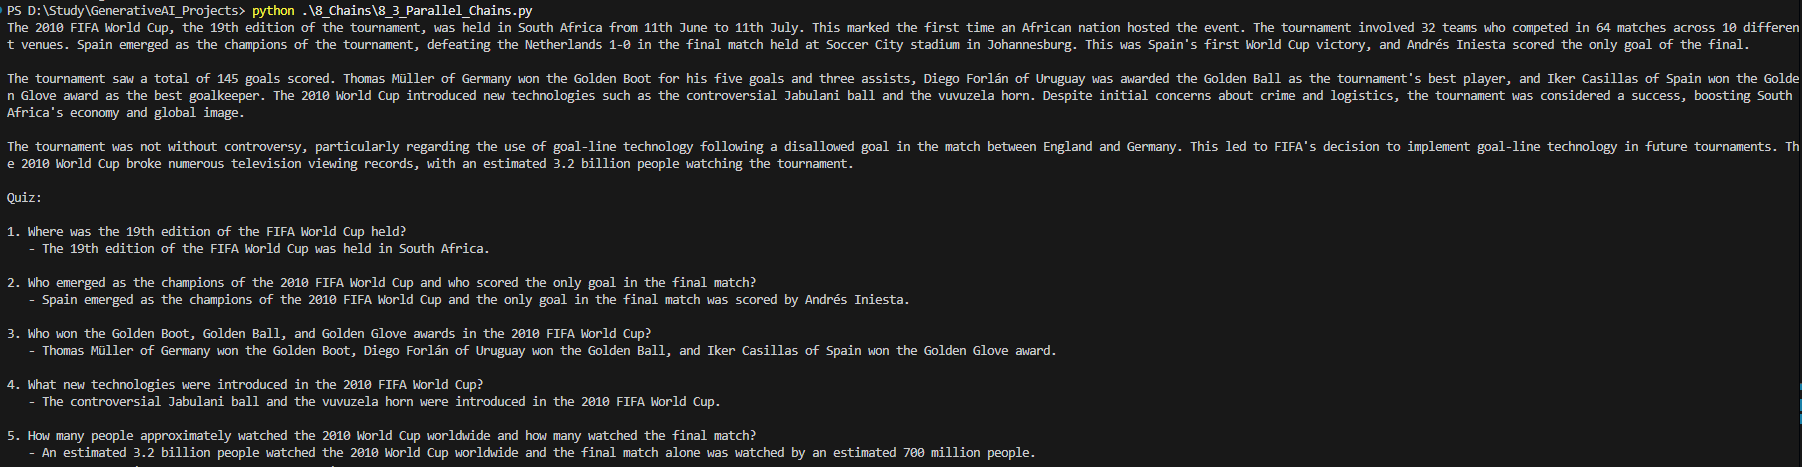 PS D:\Study\GenerativeAI_Projects> python .\8_Chains\8_3_Parallel_Chains.py
The 2010 FIFA World Cup, the 19th edition of the tournament, was held in South Africa from 11th June to 11th July. This marked the first time an African nation hosted the event. The tournament involved 32 teams who competed in 64 matches across 10 differen
t venues. Spain emerged as the champions of the tournament, defeating the Netherlands 1-0 in the final match held at Soccer City stadium in Johannesburg. This was Spain's first World Cup victory, and Andrés Iniesta scored the only goal of the final.
The tournament saw a total of 145 goals scored. Thomas Müller of Germany won the Golden Boot for his five goals and three assists, Diego Forlán of Uruguay was awarded the Golden Ball as the tournament's best player, and Iker Casillas of Spain won the Golde
n Glove award as the best goalkeeper. The 2010 World Cup introduced new technologies such as the controversial Jabulani ball and the vuvuzela horn. Despite initial concerns about crime and logistics, the tournament was considered a success, boosting South
Africa's economy and global image.
The tournament was not without controversy, particularly regarding the use of goal-line technology following a disallowed goal in the match between England and Germany. This led to FIFA's decision to implement goal-line technology in future tournaments. Th
e 2010 World Cup broke numerous television viewing records, with an estimated 3.2 billion people watching the tournament.
Quiz:
1. Where was the 19th edition of the FIFA World Cup held?
- The 19th edition of the FIFA World Cup was held in South Africa.
2. Who emerged as the champions of the 2010 FIFA World Cup and who scored the only goal in the final match?
- Spain emerged as the champions of the 2010 FIFA World Cup and the only goal in the final match was scored by Andrés Iniesta.
3. Who won the Golden Boot, Golden Ball, and Golden Glove awards in the 2010 FIFA World Cup?
- Thomas Müller of Germany won the Golden Boot, Diego Forlán of Uruguay won the Golden Ball, and Iker Casillas of Spain won the Golden Glove award.
4. What new technologies were introduced in the 2010 FIFA World Cup?
- The controversial Jabulani ball and the vuvuzela horn were introduced in the 2010 FIFA World Cup.
5. How many people approximately watched the 2010 World Cup worldwide and how many watched the final match?
- An estimated 3.2 billion people watched the 2010 World Cup worldwide and the final match alone was watched by an estimated 700 million people.